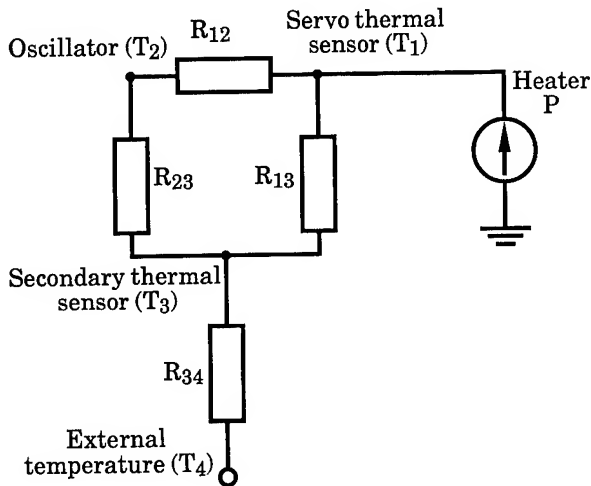 R12
Servo thermal
sensor (T1)
Oscillator (T2)
Heater
P
R23
R13
Secondary thermal
sensor (T3)
R34
External
temperature (T4)